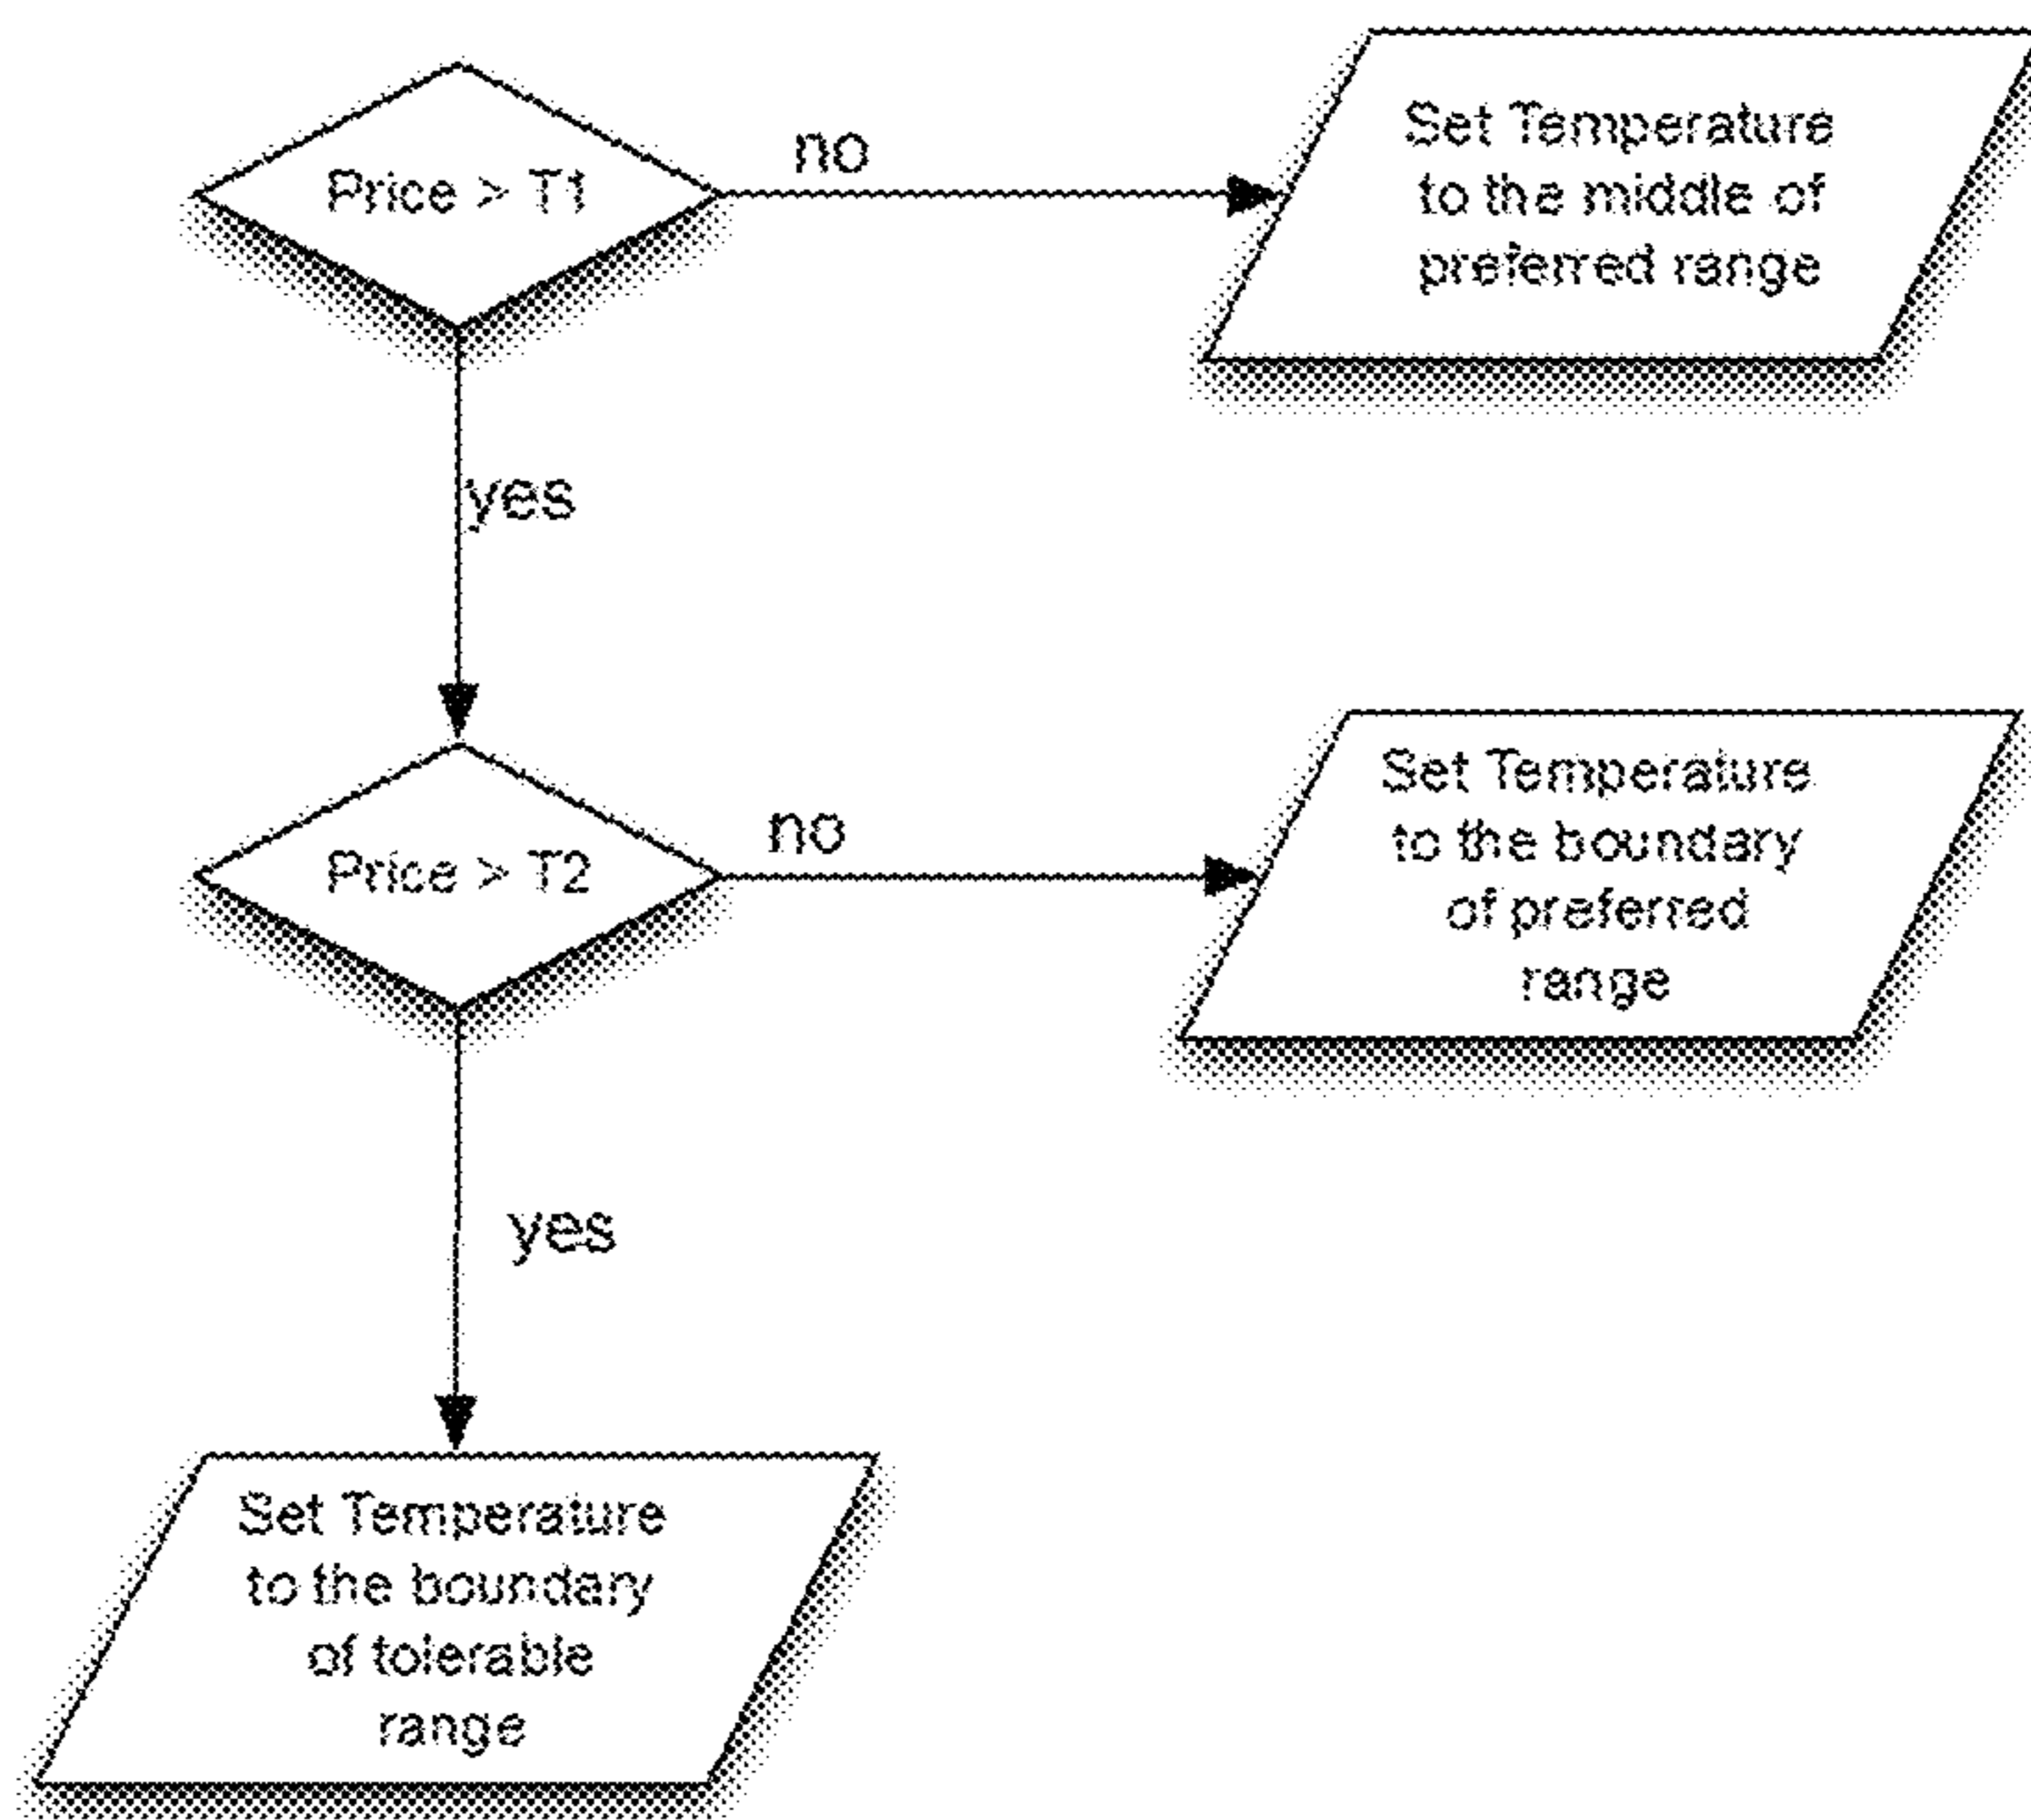 Price > T1
no
Set Temperature
to the middle of
preferred range
yes
Price > T2
no
Set Temperature
to the boundary
of preferred
range
yes
Set Temperature
to the boundary
of tolerable
range